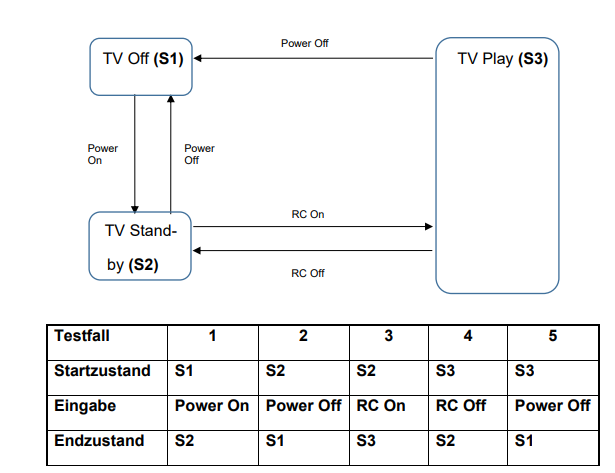 Power Off
TV Off (S1)
TV Play (S3)
Power
On
Power
Off
RC On
TV Stand-
by (S2)
RC Off
Testfall 1 2 3 4 5
Startzustand S1 S2 S2 S3 S3
Eingabe Power On Power Off RC On RC Off Power Off
Endzustand S2 S1 S3 S2 S1